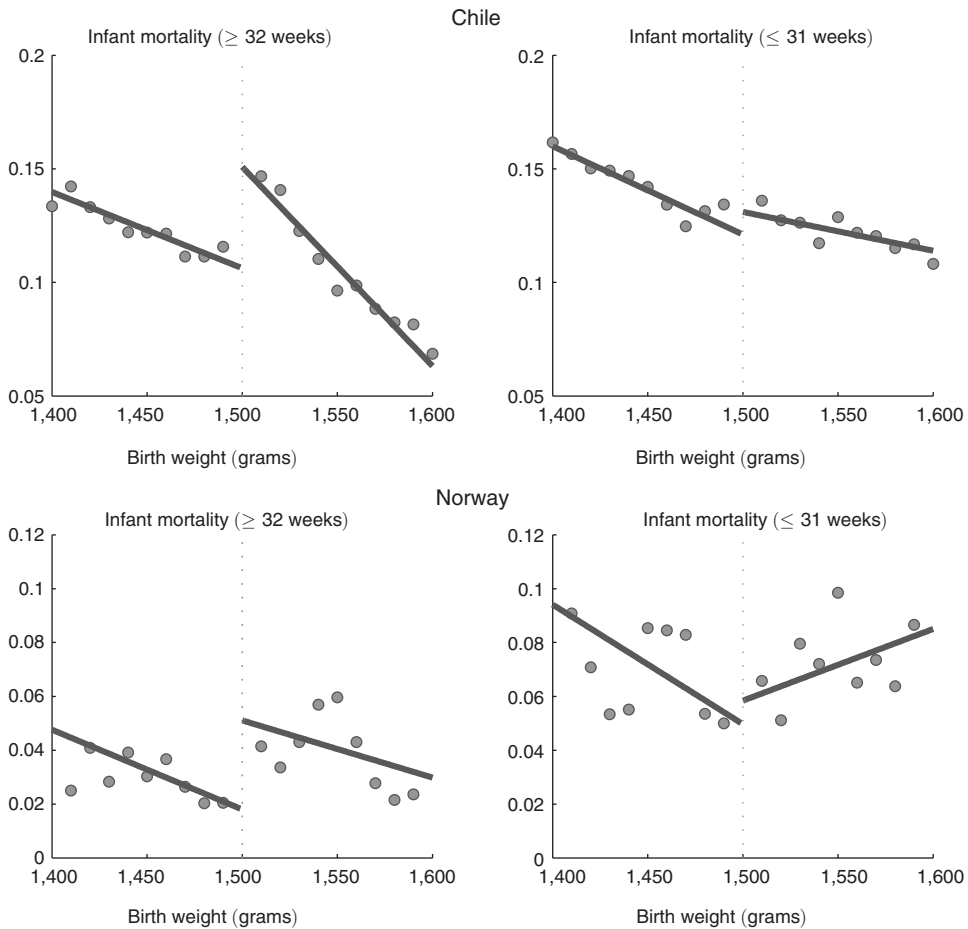 Chile
Infant mortality (≥ 32 weeks)
0.2
0.15
0.1
0.05
1,400 1,450 1,500 1,550 1,600
Birth weight (grams)
Infant mortality (≤ 31 weeks)
0.2
0.15
0.1
0.05
1,400 1,450 1,500 1,550 1,600
Birth weight (grams)
Norway
Infant mortality (≥ 32 weeks)
0.12
0.1
0.08
0.06
0.04
0.02
0
1,400 1,450 1,500 1,550 1,600
Birth weight (grams)
Infant mortality (≤ 31 weeks)
0.12
0.1
0.08
0.06
0.04
0.02
0
1,400 1,450 1,500 1,550 1,600
Birth weight (grams)